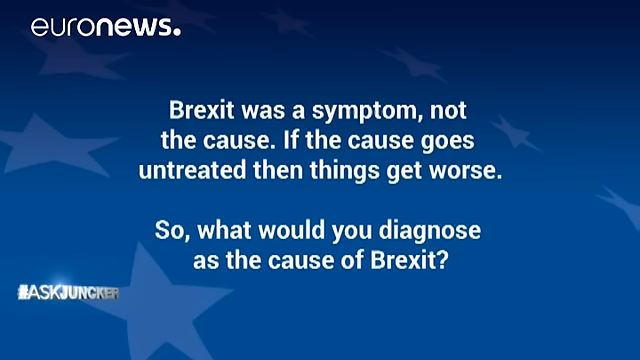 euronews.
Brexit was a symptom, not
the cause. If the cause goes
untreated then things get worse.
So, what would you diagnose
as the cause of Brexit?
#ASKJUNCKER